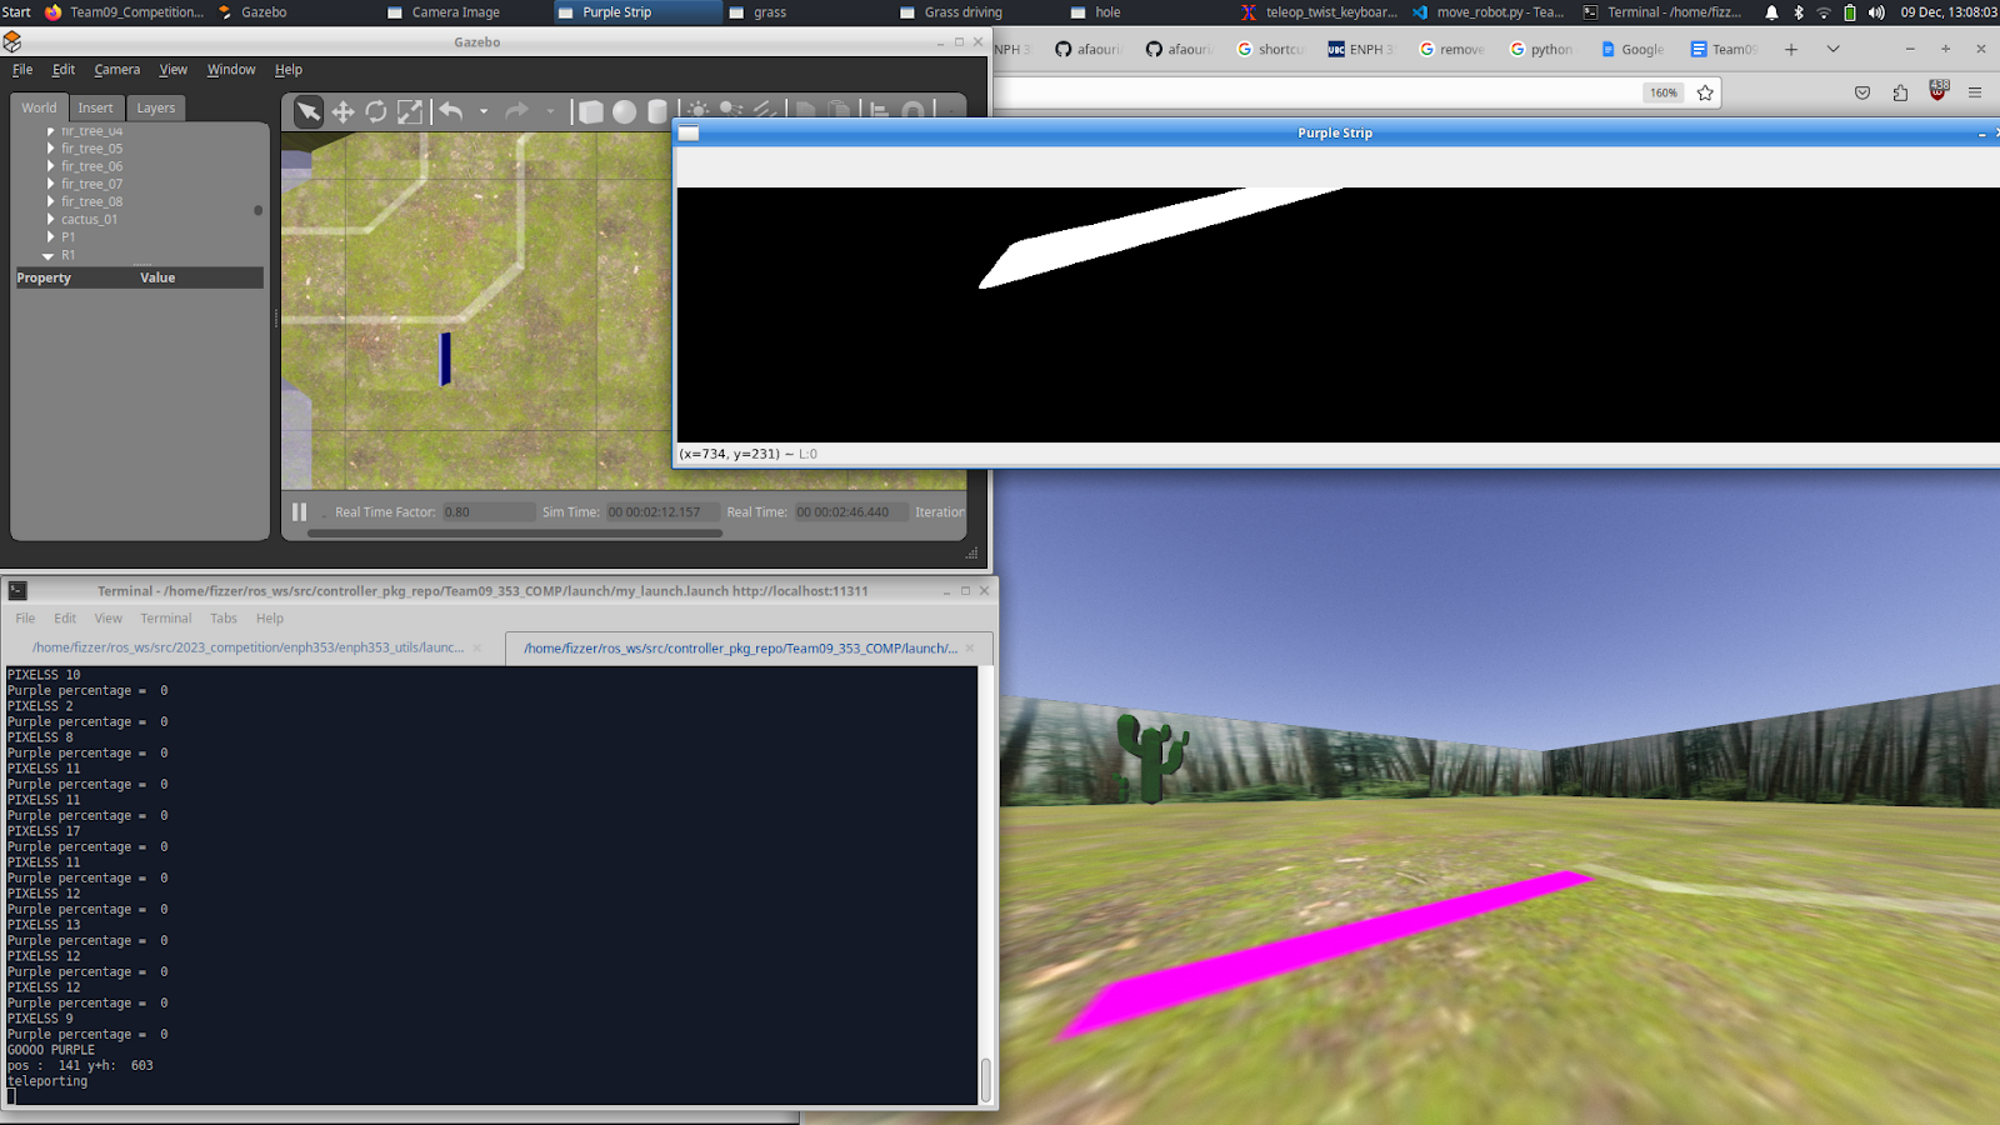 Start Team09_Competition... Gazebo Camera Image Purple Strip grass Grass driving hole teleop_twist_keyboar... move_robot.py - Tea... Terminal - /home/fizz... 09 Dec, 13:08:03
Gazebo
NPH 3 afaouri afaouri shortcu ENPH 3 remove python Google Team09
File Edit Camera View Window Help
160%
World Insert Layers
fir_tree_04
fir_tree_05
fir_tree_06
fir_tree_07
fir_tree_08
cactus_01
P1
R1
Property Value
Purple Strip
(x=734, y=231) ~ L:0
Real Time Factor: 0.80 Sim Time: 00 00:02:12.157 Real Time: 00 00:02:46.440 Iteration
Terminal - /home/fizzer/ros_ws/src/controller_pkg_repo/Team09_353_COMP/launch/my_launch.launch http://localhost:11311
File Edit View Terminal Tabs Help
/home/fizzer/ros_ws/src/2023_competition/enph353/enph353_utils/launc... /home/fizzer/ros_ws/src/controller_pkg_repo/Team09_353_COMP/launch/...
PIXELSS 10
Purple percentage = 0
PIXELSS 2
Purple percentage = 0
PIXELSS 8
Purple percentage = 0
PIXELSS 11
Purple percentage = 0
PIXELSS 11
Purple percentage = 0
PIXELSS 17
Purple percentage = 0
PIXELSS 11
Purple percentage = 0
PIXELSS 12
Purple percentage = 0
PIXELSS 13
Purple percentage = 0
PIXELSS 12
Purple percentage = 0
PIXELSS 12
Purple percentage = 0
PIXELSS 9
Purple percentage = 0
GOOOO PURPLE
pos : 141 y+h: 603
teleporting